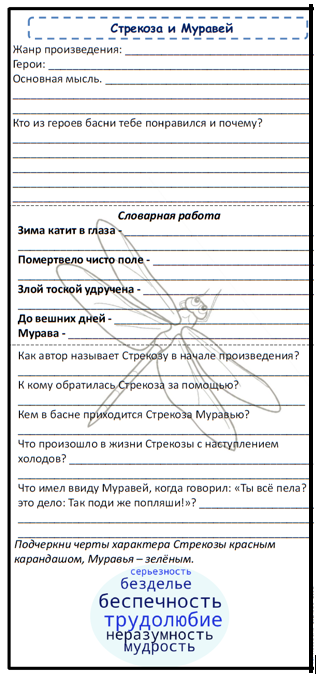 Стрекоза и Муравей
Жанр произведения:
Герои:
Основная мысль.
Кто из героев басни тебе понравился и почему?
Словарная работа
Зима катит в глаза -
Помертвело чисто поле -
Злой тоской удручена -
До вешних дней -
Мурава -
Как автор называет Стрекозу в начале произведения?
К кому обратилась Стрекоза за помощью?
Кем в басне приходится Стрекоза Муравью?
Что произошло в жизни Стрекозы с наступлением
холодов?
Что имел ввиду Муравей, когда говорил: «Ты всё пела?
это дело: Так поди же попляши!»?
Подчеркни черты характера Стрекозы красным
карандашом, Муравья – зелёным.
серьезность
безделье
беспечность
трудолюбие
неразумность
мудрость